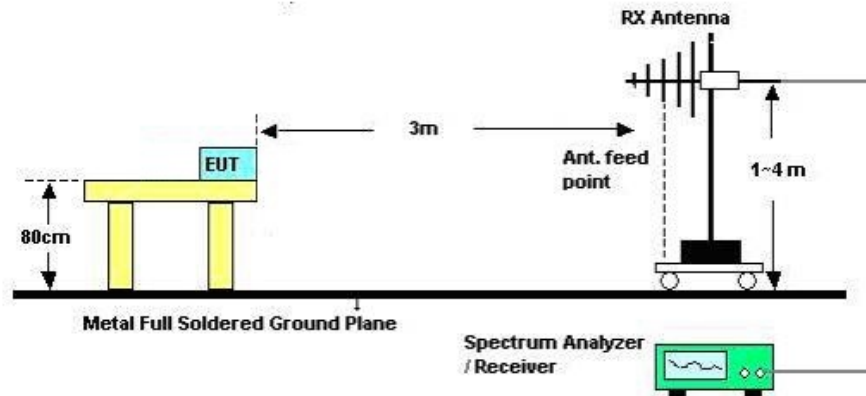 RX Antenna
EUT
3m
Ant. feed
point
1~4 m
80cm
Metal Full Soldered Ground Plane
Spectrum Analyzer
/ Receiver